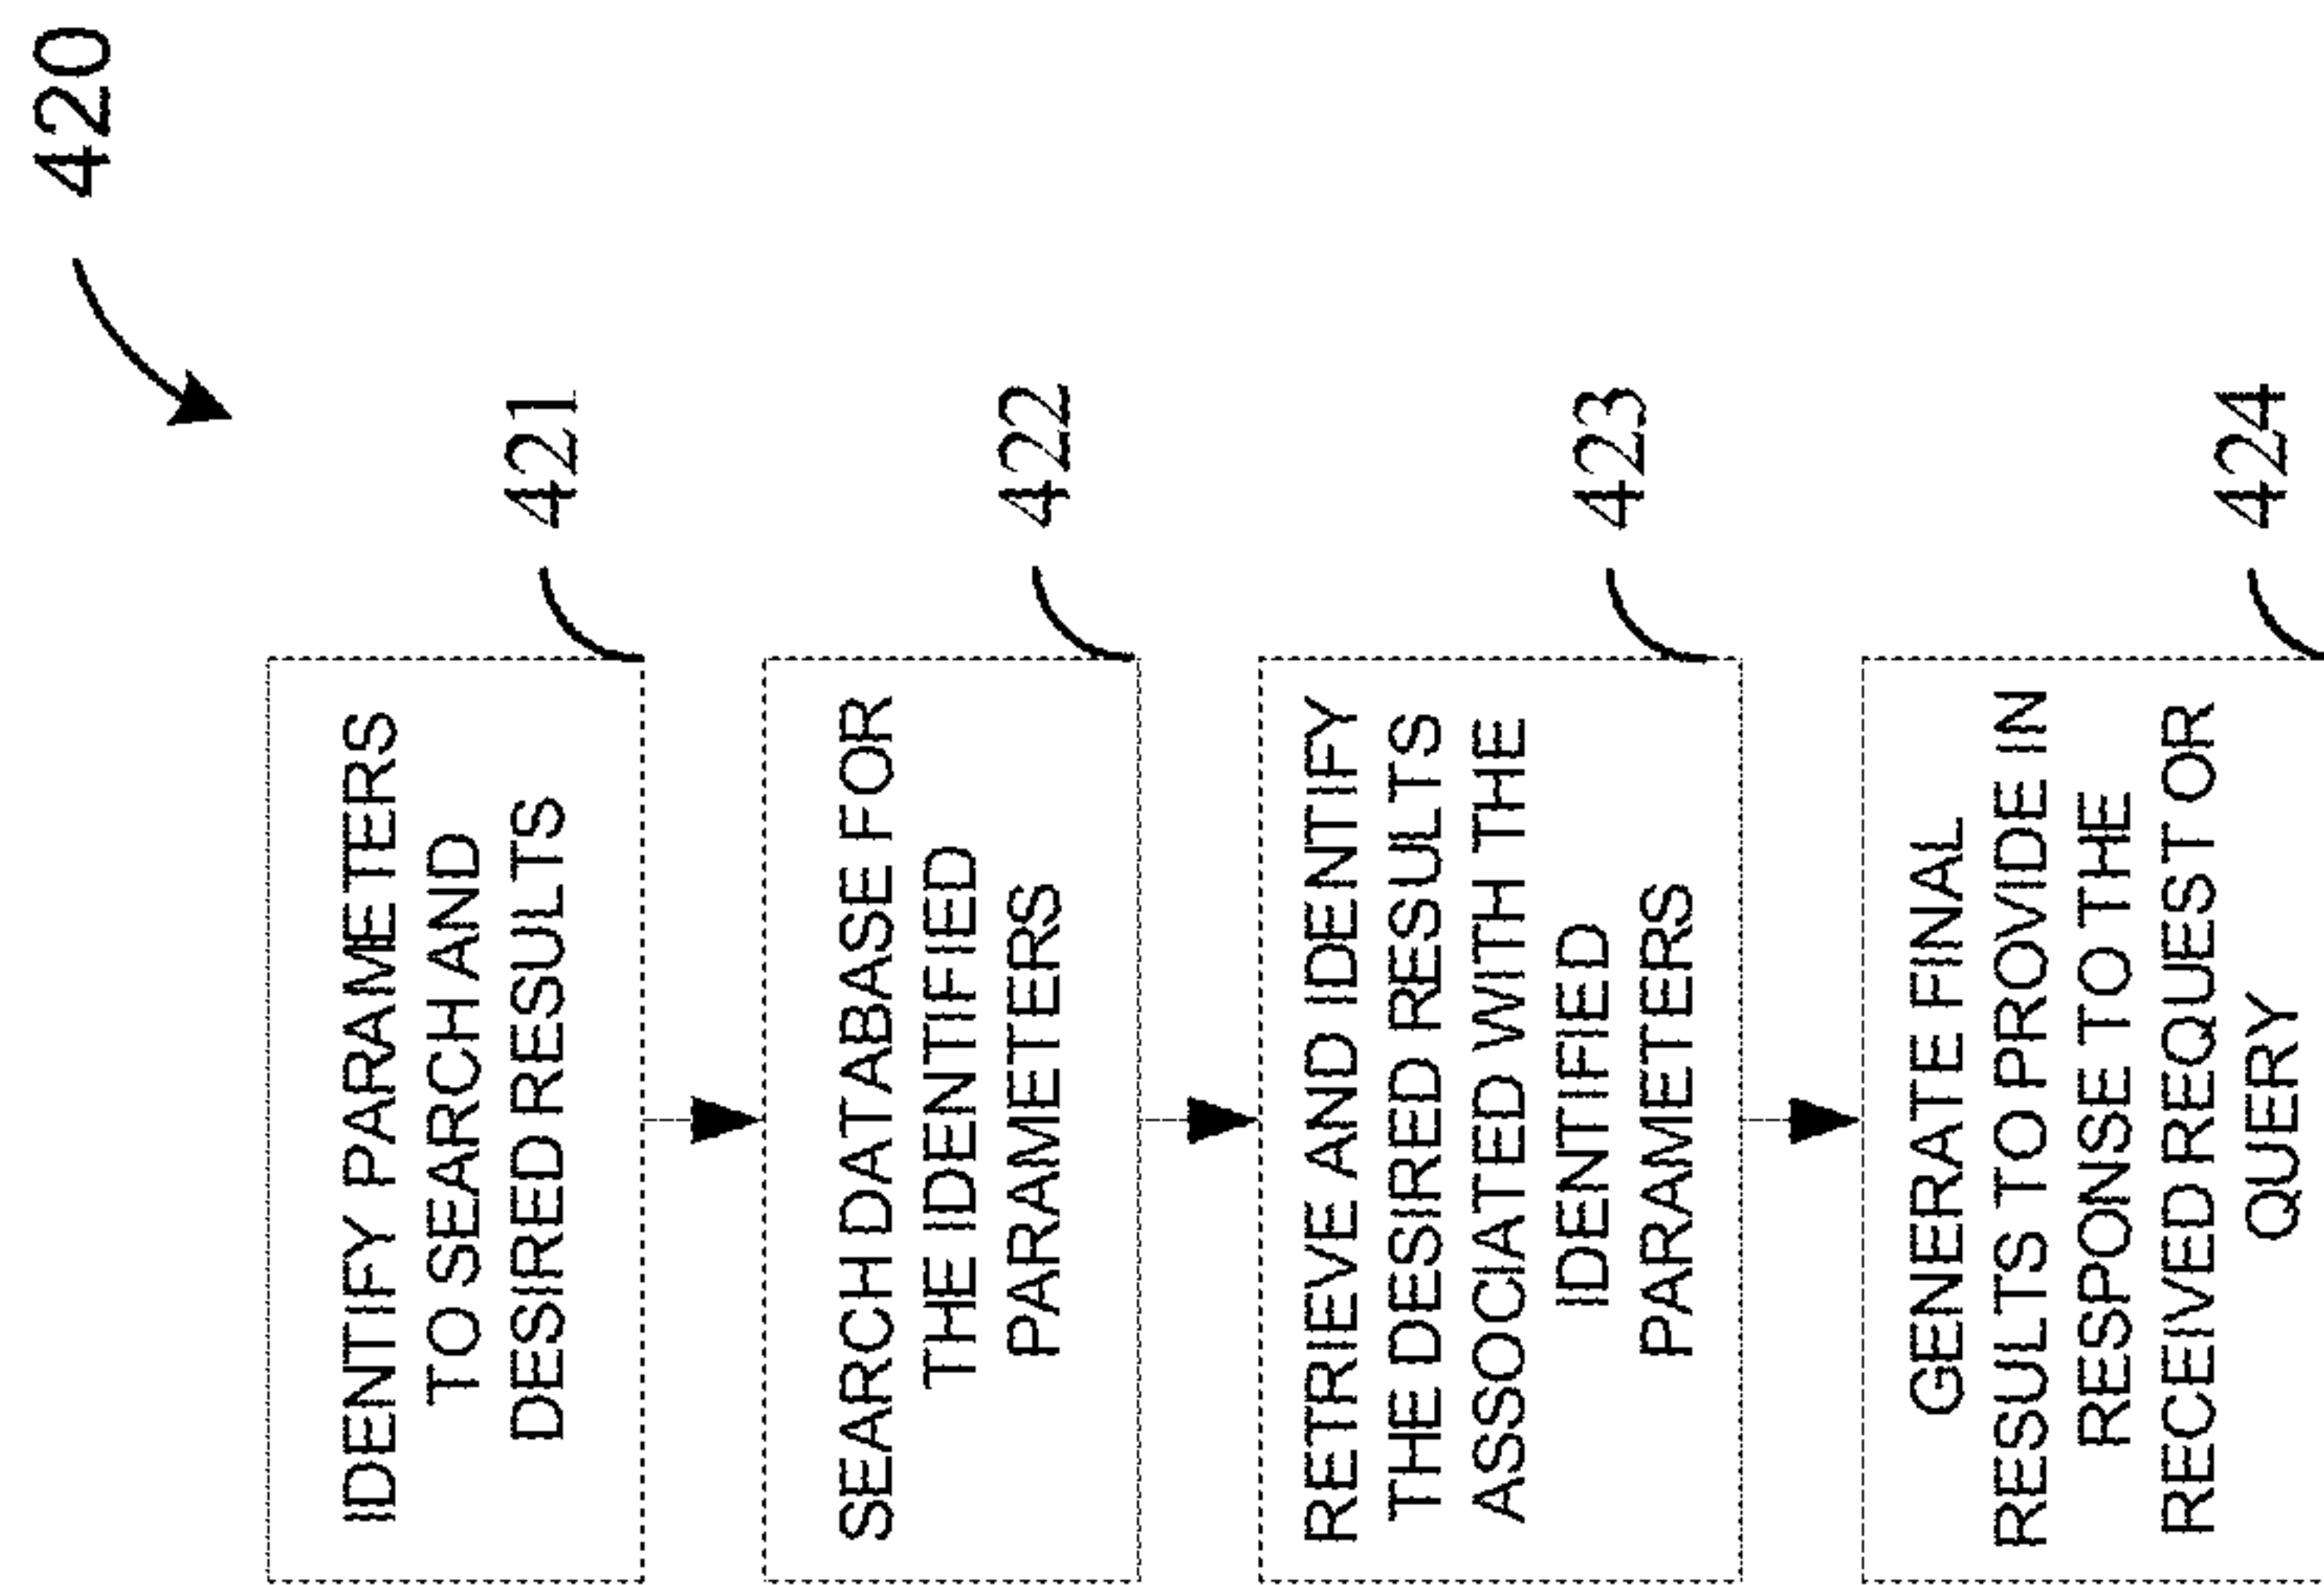 420
IDENTIFY PARAMETERS
TO SEARCH AND
DESIRED RESULTS
421
SEARCH DATABASE FOR
THE IDENTIFIED
PARAMETERS
422
RETRIEVE AND IDENTIFY
THE DESIRED RESULTS
ASSOCIATED WITH THE
IDENTIFIED
PARAMETERS
423
GENERATE FINAL
RESULTS TO PROVIDE IN
RESPONSE TO THE
RECEIVED REQUEST OR
QUERY
424